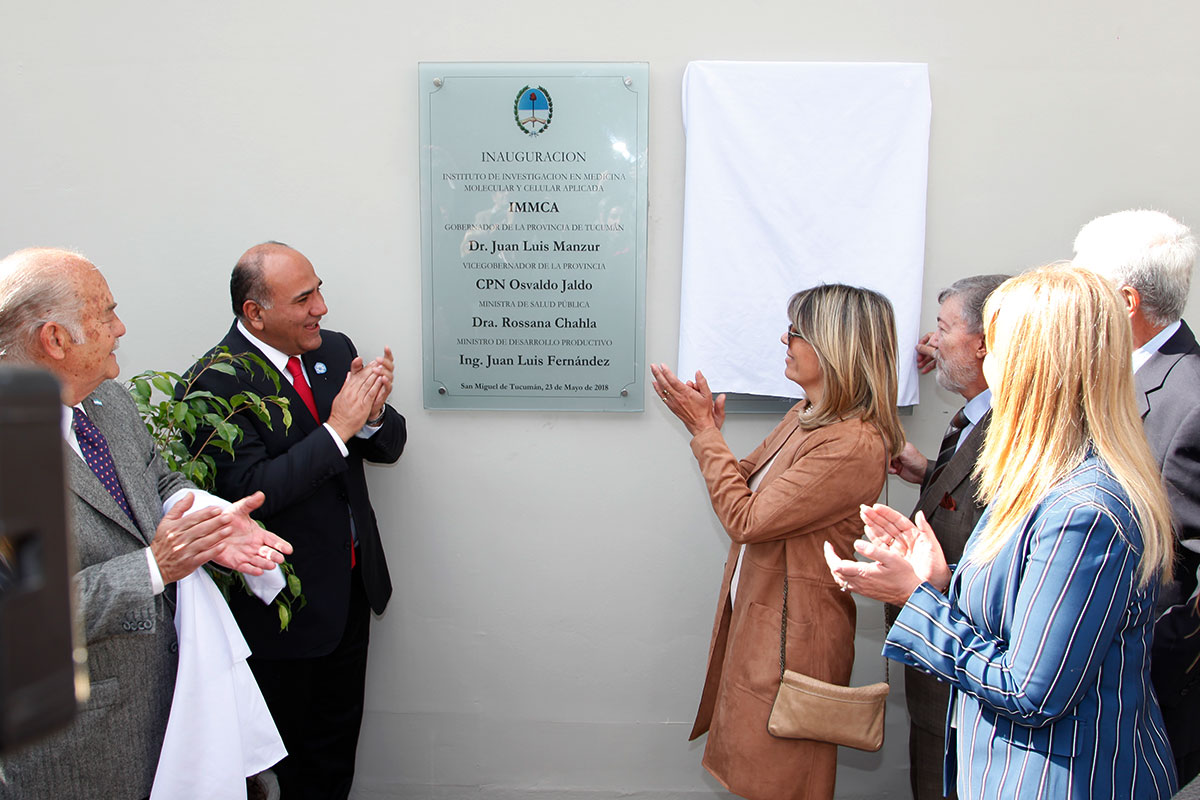 INAUGURACION
INSTITUTO DE INVESTIGACION EN MEDICINA
MOLECULAR Y CELULAR APLICADA
IMMCA
GOBERNADOR DE LA PROVINCIA DE TUCUMÁN
Dr. Juan Luis Manzur
VICEGOBERNADOR DE LA PROVINCIA
CPN Osvaldo Jaldo
MINISTRA DE SALUD PÚBLICA
Dra. Rossana Chahla
MINISTRO DE DESARROLLO PRODUCTIVO
Ing. Juan Luis Fernández
San Miguel de Tucumán, 23 de Mayo de 2018